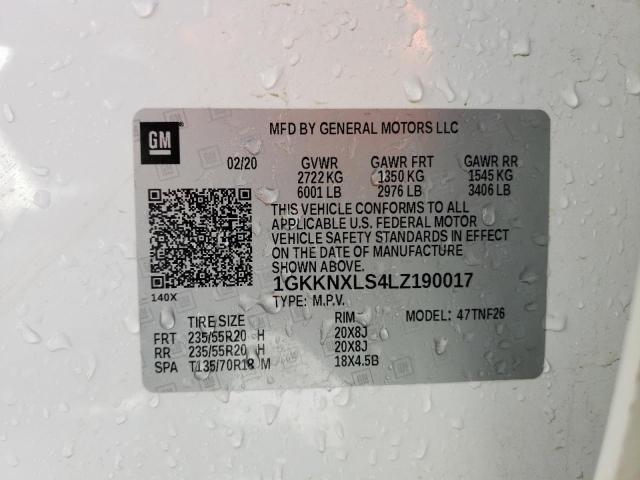 GM
MFD BY GENERAL MOTORS LLC
02/20 GVWR GAWR FRT GAWR RR
2722 KG 1350 KG 1545 KG
6001 LB 2976 LB 3406 LB
THIS VEHICLE CONFORMS TO ALL
APPLICABLE U.S. FEDERAL MOTOR
VEHICLE SAFETY STANDARDS IN EFFECT
ON THE DATE OF MANUFACTURE
SHOWN ABOVE.
140X
1GKKNXLS4LZ190017
TYPE: M.P.V.
TIRE SIZE RIM MODEL: 47TNF26
FRT 235/55R20 H 20X8J
RR 235/55R20 H 20X8J
SPA T135/70R18 M 18X4.5B